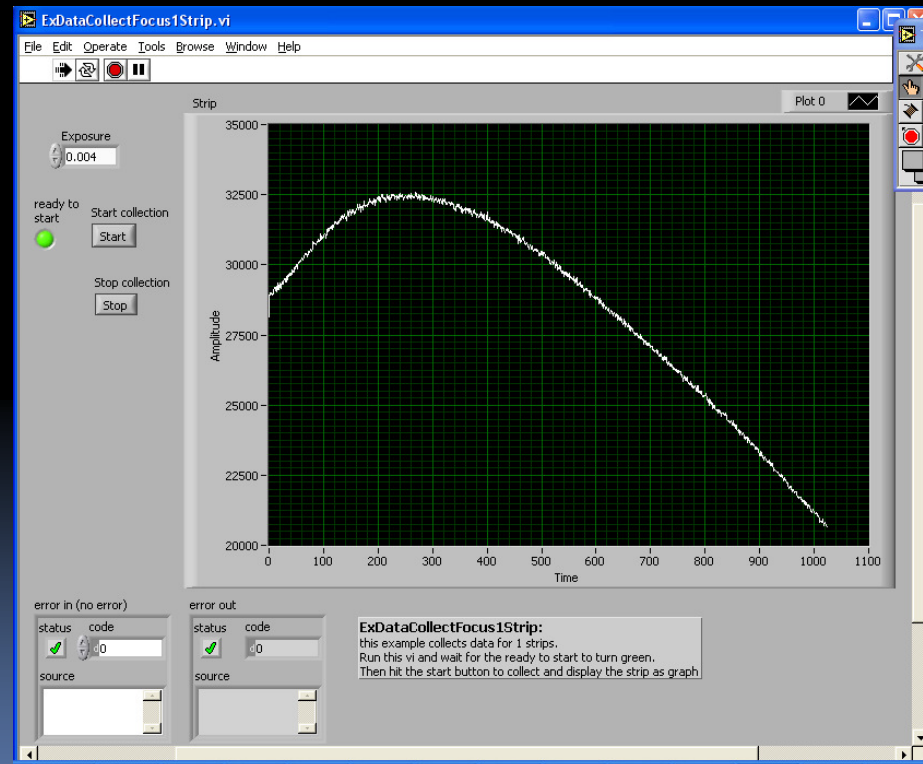 ExDataCollectFocus1Strip.vi
File Edit Operate Tools Browse Window Help
Strip
Plot 0
Exposure
0.004
ready to
start
Start collection
Start
Stop collection
Stop
Amplitude
35000
32500
30000
27500
25000
22500
20000
0 100 200 300 400 500 600 700 800 900 1000 1100
Time
error in (no error)
status code
d0
source
error out
status code
d0
source
ExDataCollectFocus1Strip:
this example collects data for 1 strips.
Run this vi and wait for the ready to start to turn green.
Then hit the start button to collect and display the strip as graph